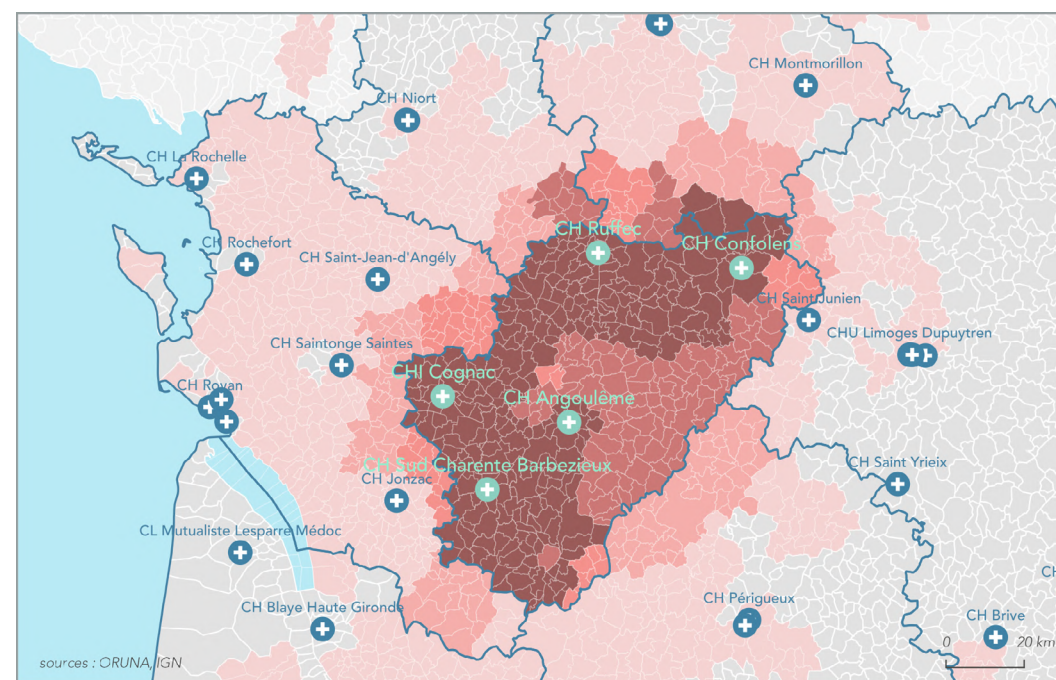 CH Montmorillon
CH Niort
CH La Rochelle
CH Ruffec
CH Rochefort
CH Confolens
CH Saint-Jean-d'Angély
CH Saint Junien
CHU Limoges Dupuytren
CH Saintonge Saintes
CHI Cognac
CH Royan
CH Angoulême
CH Sud Charente Barbezieux
CH Saint Yrieix
CH Jonzac
CL Mutualiste Lesparre Médoc
CH
CH Périgueux
CH Blaye Haute Gironde
CH Brive
0 20 km
sources : ORUNA, IGN